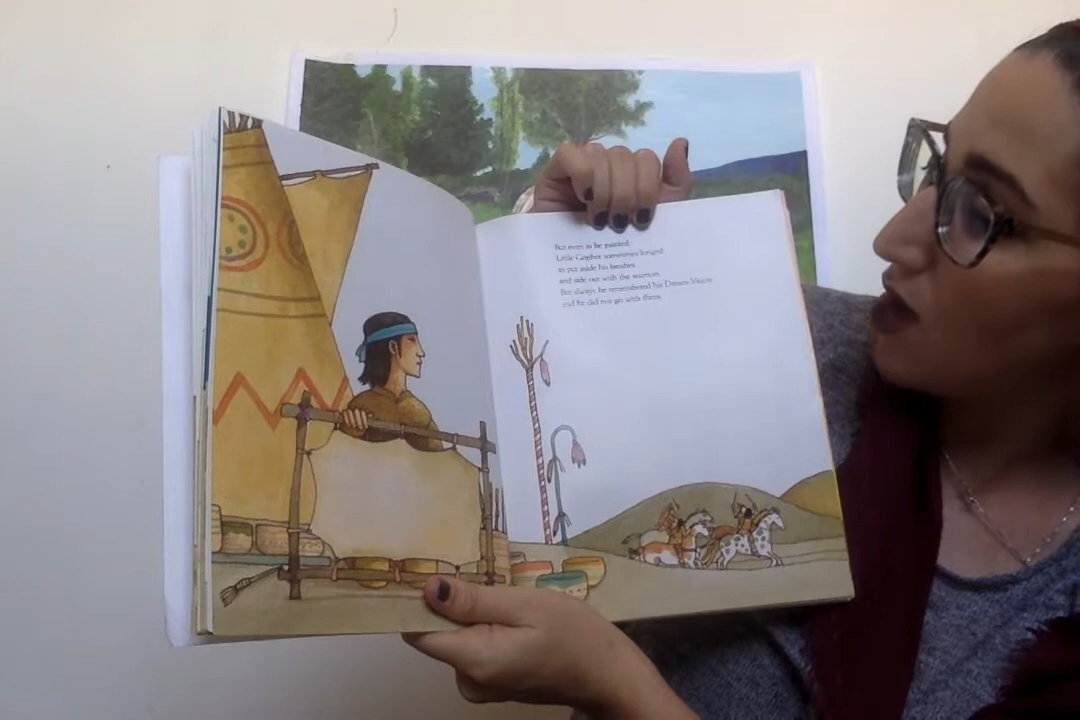 But even as he painted,
Little Gopher sometimes longed
to put aside his brushes
and ride out with the warriors.
But always he remembered his Dream-Vision
and he did not go with them.